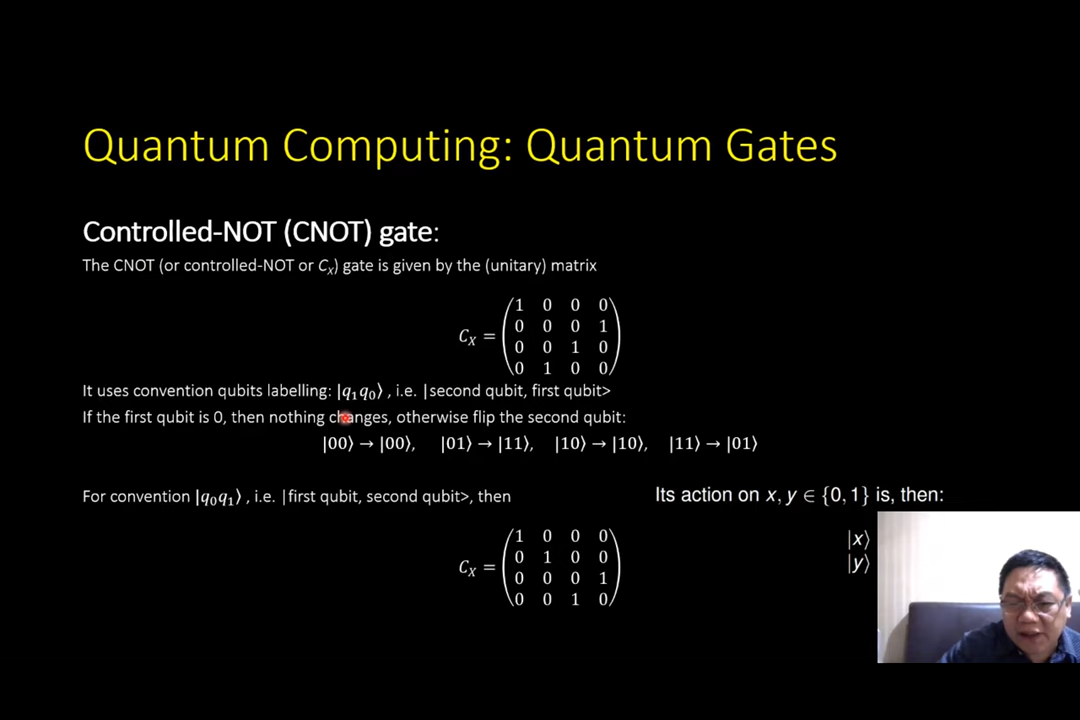 Quantum Computing: Quantum Gates
Controlled-NOT (CNOT) gate:
The CNOT (or controlled-NOT or Cₓ) gate is given by the (unitary) matrix
1 0 0 0
0 0 0 1
Cₓ =
0 0 1 0
0 1 0 0
It uses convention qubits labelling: |q₁q₀⟩ , i.e. |second qubit, first qubit>
If the first qubit is 0, then nothing changes, otherwise flip the second qubit:
|00⟩ → |00⟩, |01⟩ → |11⟩, |10⟩ → |10⟩, |11⟩ → |01⟩
For convention |q₀q₁⟩ , i.e. |first qubit, second qubit>, then
Its action on x, y ∈ {0, 1} is, then:
1 0 0 0
0 1 0 0
Cₓ =
0 0 0 1
0 0 1 0
|x⟩
|y⟩